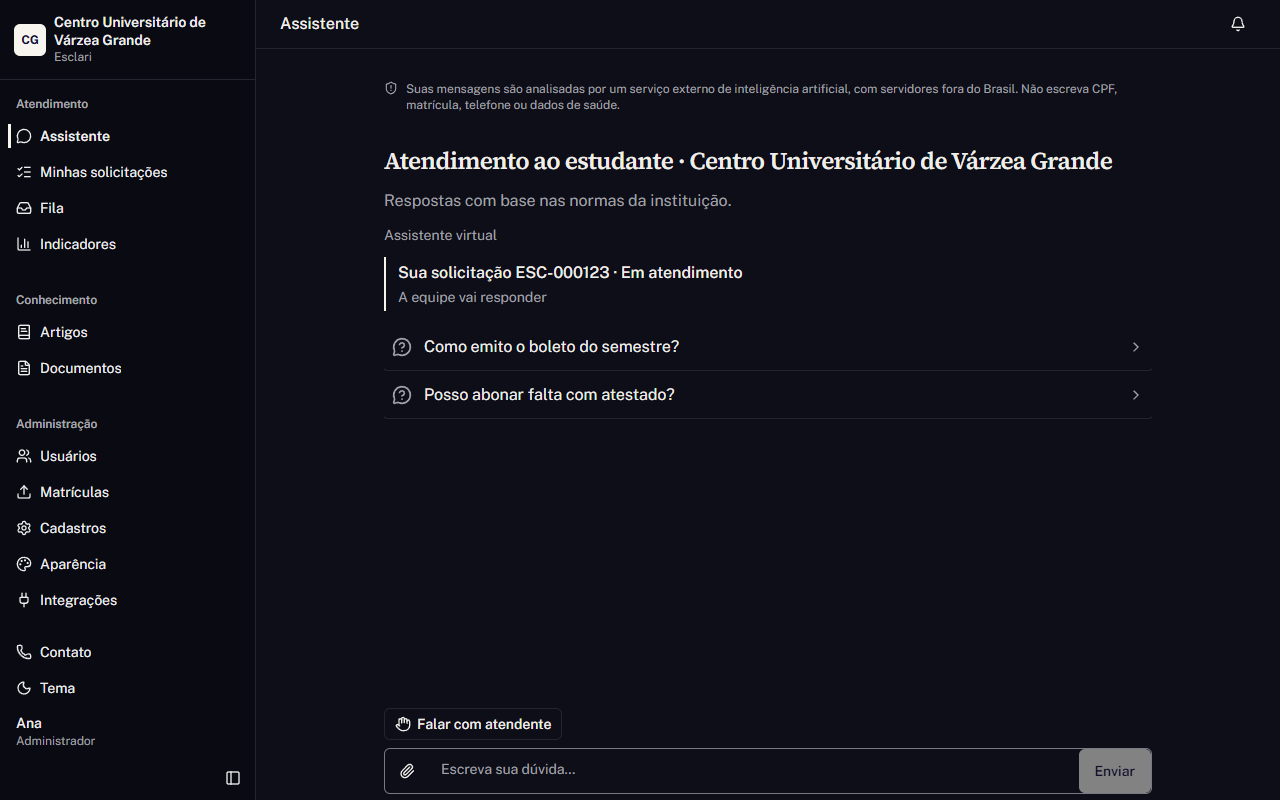 CG
Centro Universitário de
Várzea Grande
Esclari
Atendimento
Assistente
Minhas solicitações
Fila
Indicadores
Conhecimento
Artigos
Documentos
Administração
Usuários
Matrículas
Cadastros
Aparência
Integrações
Contato
Tema
Ana
Administrador
Assistente
Suas mensagens são analisadas por um serviço externo de inteligência artificial, com servidores fora do Brasil. Não escreva CPF,
matrícula, telefone ou dados de saúde.
Atendimento ao estudante · Centro Universitário de Várzea Grande
Respostas com base nas normas da instituição.
Assistente virtual
Sua solicitação ESC-000123 · Em atendimento
A equipe vai responder
Como emito o boleto do semestre?
Posso abonar falta com atestado?
Falar com atendente
Escreva sua dúvida...
Enviar